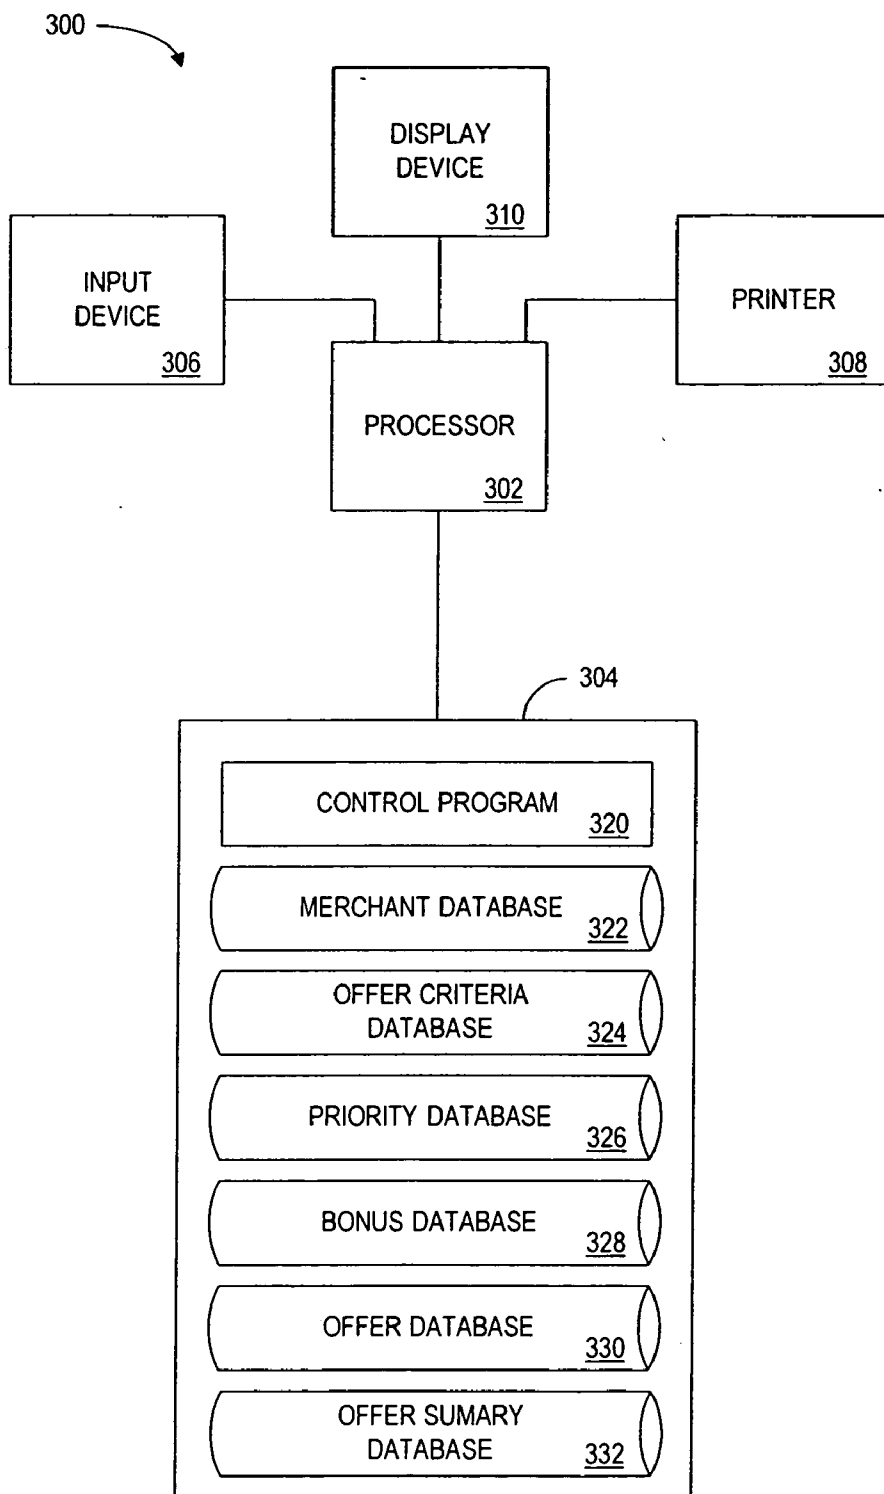 300
DISPLAY
DEVICE
310
INPUT
DEVICE
306
PRINTER
308
PROCESSOR
302
304
CONTROL PROGRAM
320
MERCHANT DATABASE
322
OFFER CRITERIA
DATABASE
324
PRIORITY DATABASE
326
BONUS DATABASE
328
OFFER DATABASE
330
OFFER SUMARY
DATABASE
332